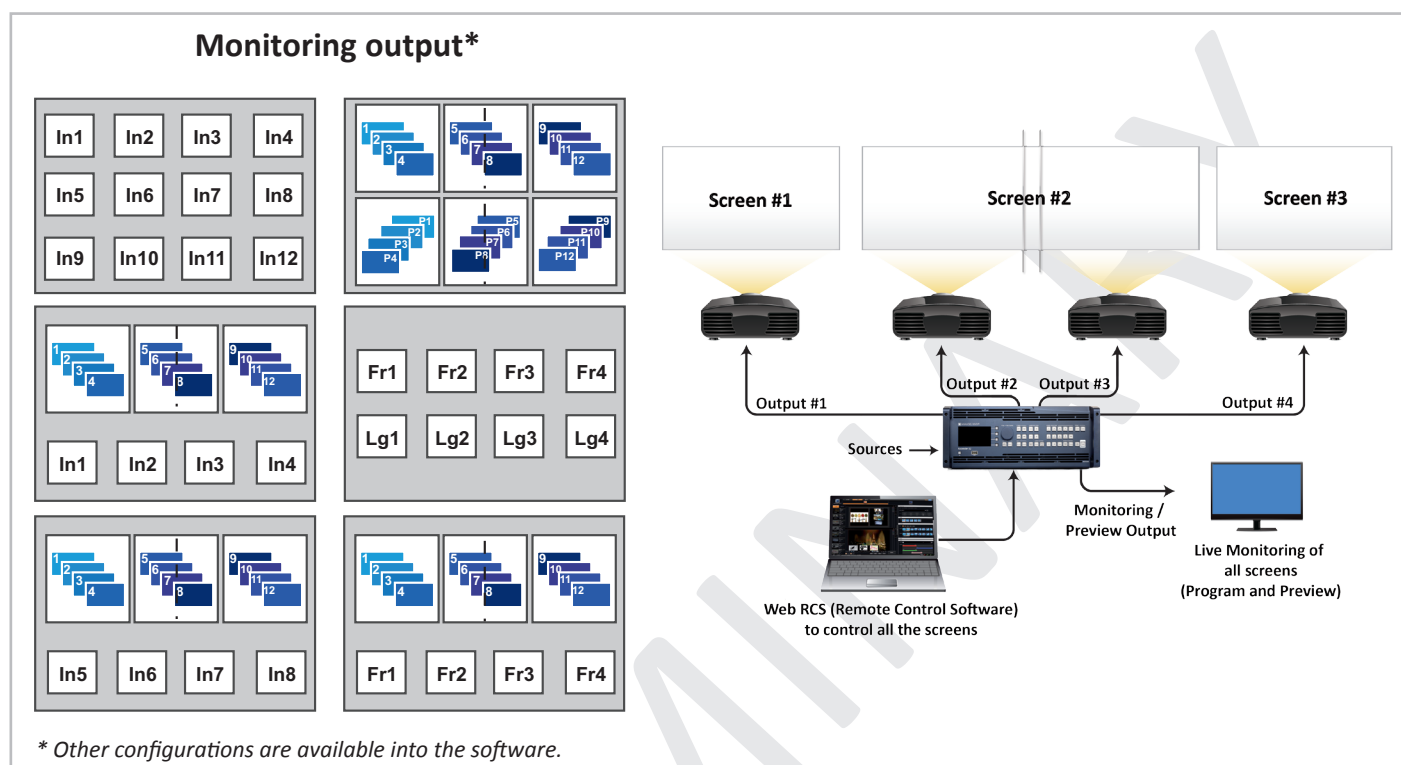 Monitoring output*
In1 In2 In3 In4
In5 In6 In7 In8
In9 In10 In11 In12
1 2 3 4 5 6 7 8 9 10 11 12
P1 P2 P3 P4 P5 P6 P7 P8 P9 P10 P11 P12
1 2 3 4 5 6 7 8 9 10 11 12
In1 In2 In3 In4
Fr1 Fr2 Fr3 Fr4
Lg1 Lg2 Lg3 Lg4
1 2 3 4 5 6 7 8 9 10 11 12
In5 In6 In7 In8
1 2 3 4 5 6 7 8 9 10 11 12
Fr1 Fr2 Fr3 Fr4
* Other configurations are available into the software.
Screen #1
Screen #2
Screen #3
Output #1
Output #2
Output #3
Output #4
Sources
Monitoring /
Preview Output
Web RCS (Remote Control Software)
to control all the screens
Live Monitoring of
all screens
(Program and Preview)
MINARY